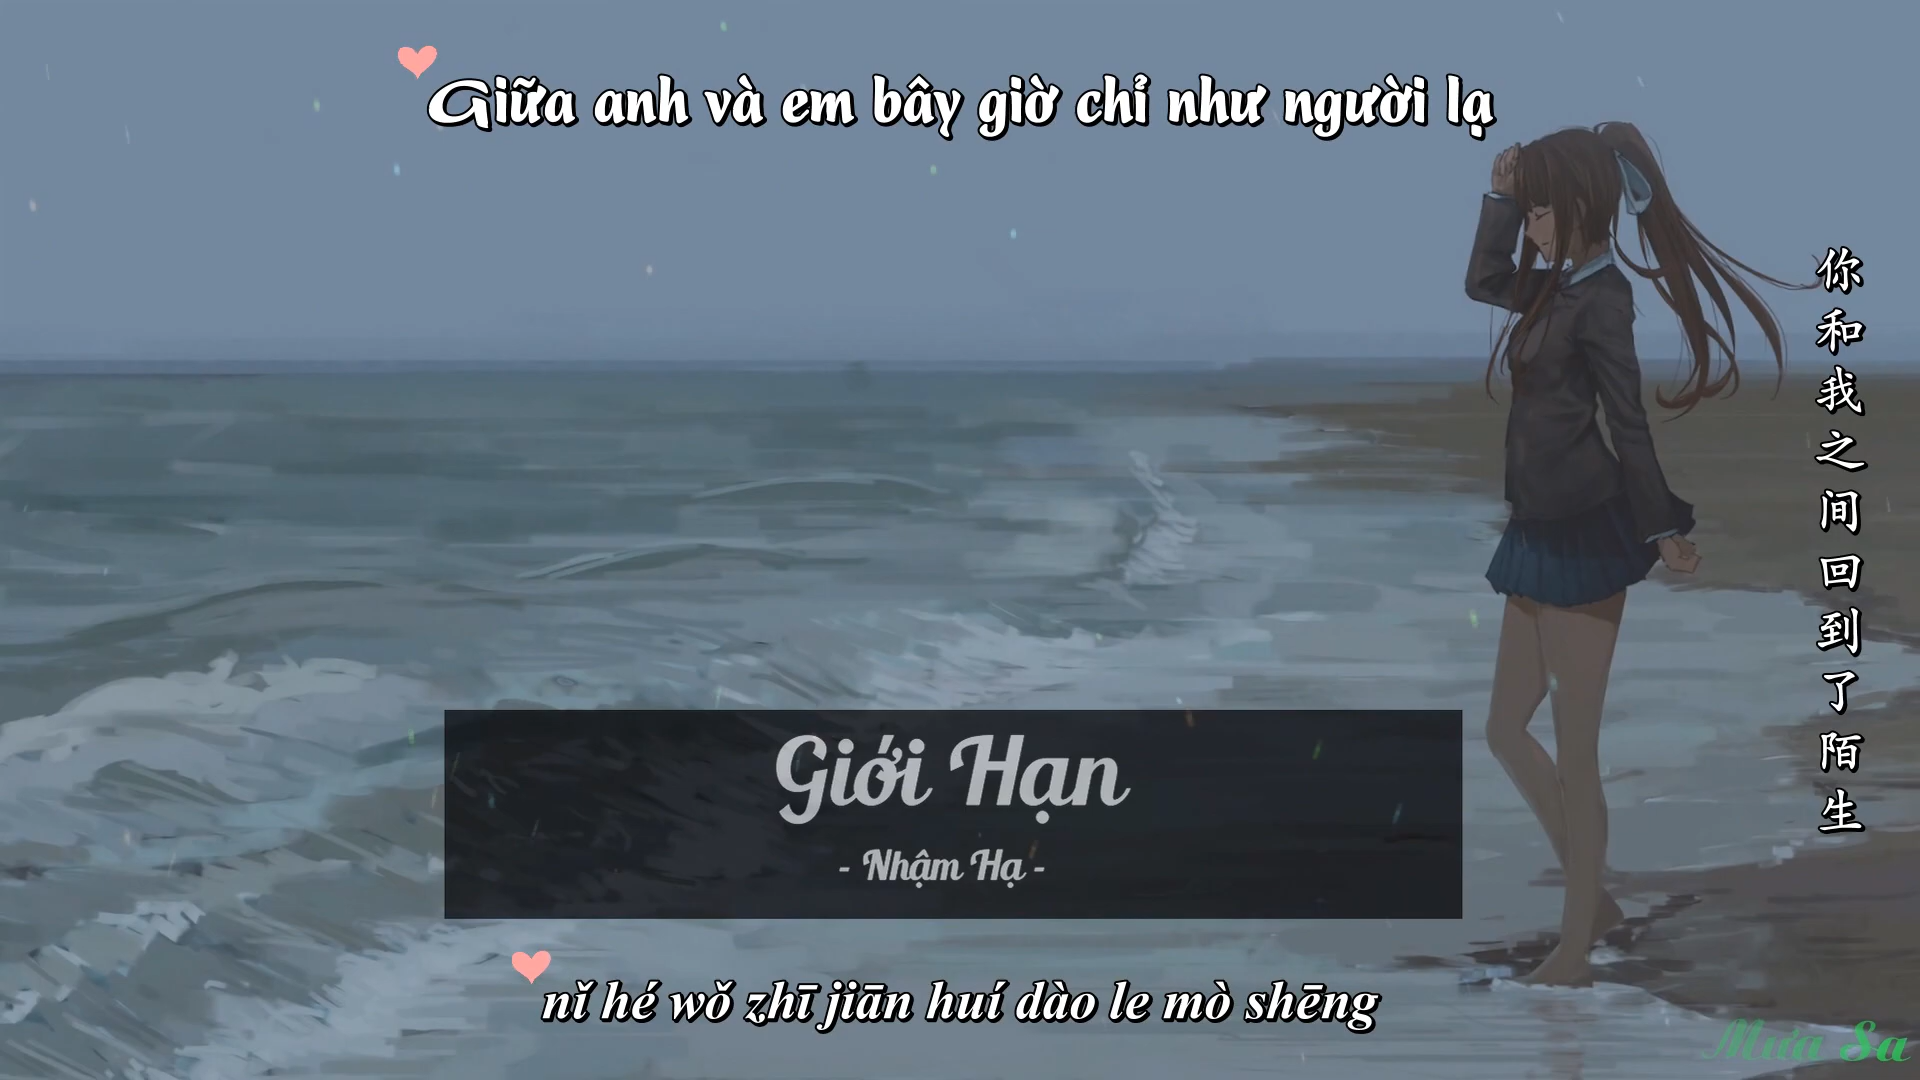 Giữa anh và em bây giờ chỉ như người lạ
你和我之间回到了陌生
Giới Hạn
- Nhậm Hạ -
nǐ hé wǒ zhī jiān huí dào le mò shēng
Mưa Sa